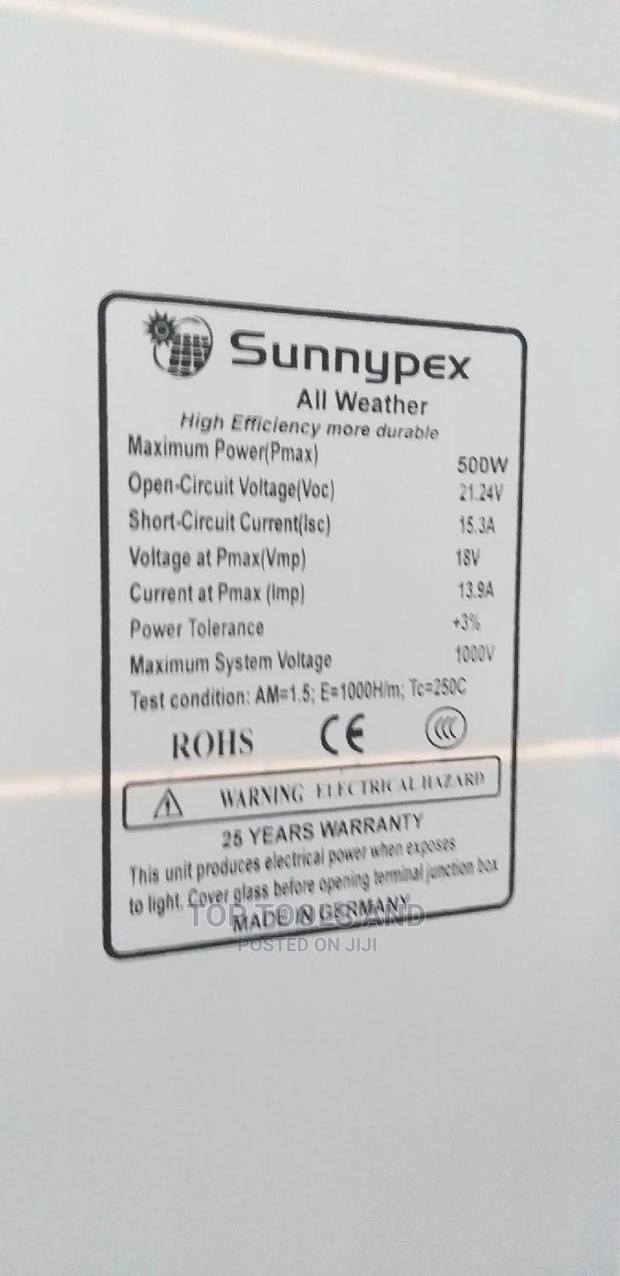 Sunnypex
All Weather
High Efficiency more durable
Maximum Power(Pmax) 500W
Open-Circuit Voltage(Voc) 21.24V
Short-Circuit Current(Isc) 15.3A
Voltage at Pmax(Vmp) 18V
Current at Pmax (Imp) 13.9A
Power Tolerance +3%
Maximum System Voltage 1000V
Test condition: AM=1.5; E=1000H/m; Tc=250C
ROHS CE CCC
WARNING ELECTRICAL HAZARD
25 YEARS WARRANTY
This unit produces electrical power when exposes
to light. Cover glass before opening terminal junction box
MADE IN GERMANY
TOP TOOLS AND
POSTED ON JIJI